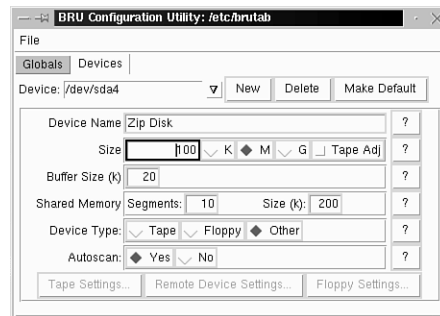 BRU Configuration Utility: /etc/brutab
File
Globals Devices
Device: /dev/sda4 New Delete Make Default
Device Name Zip Disk ?
Size 100 K M G Tape Adj ?
Buffer Size (k) 20 ?
Shared Memory Segments: 10 Size (k): 200 ?
Device Type: Tape Floppy Other ?
Autoscan: Yes No ?
Tape Settings... Remote Device Settings... Floppy Settings...